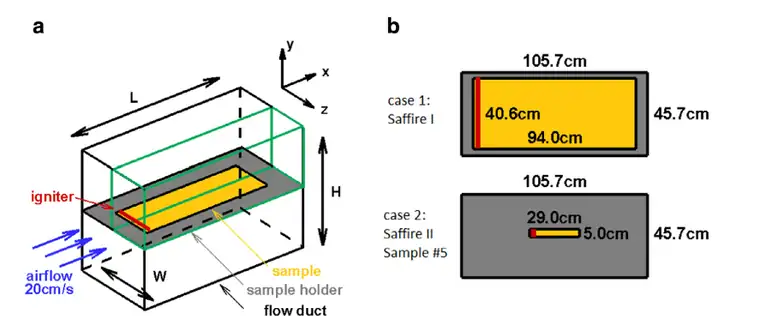 a
y
x
z
L
H
W
igniter
airflow
20cm/s
sample
sample holder
flow duct
b
105.7cm
case 1:
Saffire I
40.6cm
94.0cm
45.7cm
105.7cm
case 2:
Saffire II
Sample #5
29.0cm
5.0cm
45.7cm